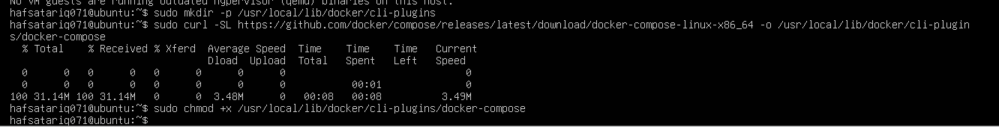 No VM guests are running outdated hypervisor (qemu) binaries on this host.
hafsatariq071@ubuntu:~$ sudo mkdir -p /usr/local/lib/docker/cli-plugins
hafsatariq071@ubuntu:~$ sudo curl -SL https://github.com/docker/compose/releases/latest/download/docker-compose-linux-x86_64 -o /usr/local/lib/docker/cli-plugin
s/docker-compose
% Total % Received % Xferd Average Speed Time Time Time Current
Dload Upload Total Spent Left Speed
0 0 0 0 0 0 0 0 0
0 0 0 0 0 0 0 0 00:01 0
100 31.14M 100 31.14M 0 0 3.48M 0 00:08 00:08 3.49M
hafsatariq071@ubuntu:~$ sudo chmod +x /usr/local/lib/docker/cli-plugins/docker-compose
hafsatariq071@ubuntu:~$